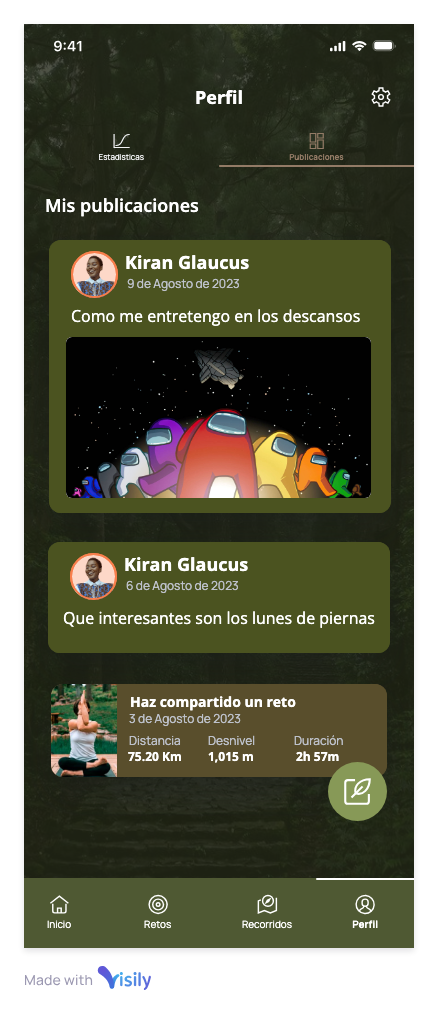 9:41
Perfil
Estadisticas
Publicaciones
Mis publicaciones
Kiran Glaucus
9 de Agosto de 2023
Como me entretengo en los descansos
Kiran Glaucus
6 de Agosto de 2023
Que interesantes son los lunes de piernas
Haz compartido un reto
3 de Agosto de 2023
Distancia Desnivel Duración
75.20 Km 1,015 m 2h 57m
Inicio Retos Recorridos Perfil
Made with Visily